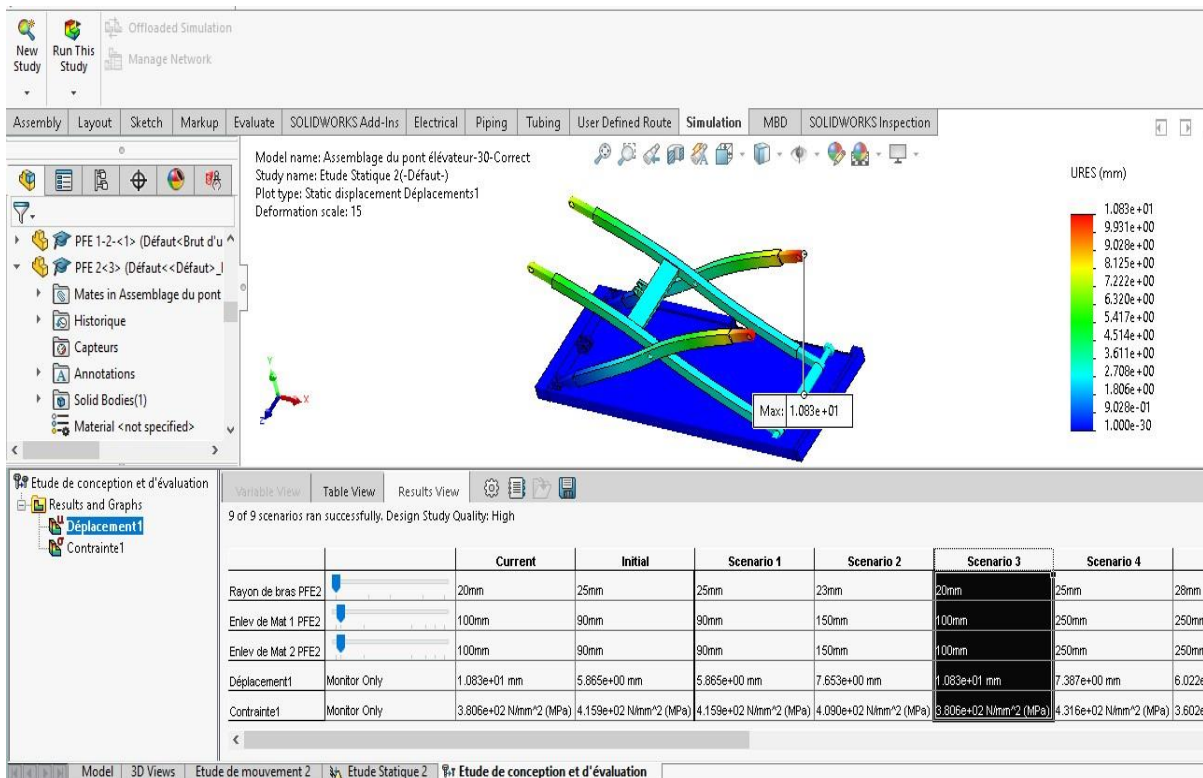 New Study
Run This Study
Offloaded Simulation
Manage Network
Assembly Layout Sketch Markup Evaluate SOLIDWORKS Add-Ins Electrical Piping Tubing User Defined Route Simulation MBD SOLIDWORKS Inspection
Model name: Assemblage du pont élévateur-30-Correct
Study name: Etude Statique 2(-Défaut-)
Plot type: Static displacement Déplacements1
Deformation scale: 15
PFE 1-2-<1> (Défaut<Brut d'u
PFE 2<3> (Défaut<<Défaut>_
Mates in Assemblage du pont
Historique
Capteurs
Annotations
Solid Bodies(1)
Material <not specified>
Y
X
Z
Max: 1.083e+01
URES (mm)
1.083e+01
9.931e+00
9.028e+00
8.125e+00
7.222e+00
6.320e+00
5.417e+00
4.514e+00
3.611e+00
2.708e+00
1.806e+00
9.028e-01
1.000e-30
Etude de conception et d'évaluation
Results and Graphs
Déplacement1
Contrainte1
Variable View Table View Results View
9 of 9 scenarios ran successfully. Design Study Quality: High
Current Initial Scenario 1 Scenario 2 Scenario 3 Scenario 4
Rayon de bras PFE2 20mm 25mm 25mm 23mm 20mm 25mm 28mm
Enlev de Mat 1 PFE2 100mm 90mm 90mm 150mm 100mm 250mm 250mm
Enlev de Mat 2 PFE2 100mm 90mm 90mm 150mm 100mm 250mm 250mm
Déplacement1 Monitor Only 1.083e+01 mm 5.865e+00 mm 5.865e+00 mm 7.653e+00 mm 1.083e+01 mm 7.387e+00 mm 6.022e
Contrainte1 Monitor Only 3.806e+02 N/mm^2 (MPa) 4.159e+02 N/mm^2 (MPa) 4.159e+02 N/mm^2 (MPa) 4.090e+02 N/mm^2 (MPa) 3.806e+02 N/mm^2 (MPa) 4.316e+02 N/mm^2 (MPa) 3.602e
Model 3D Views Etude de mouvement 2 Etude Statique 2 Etude de conception et d'évaluation